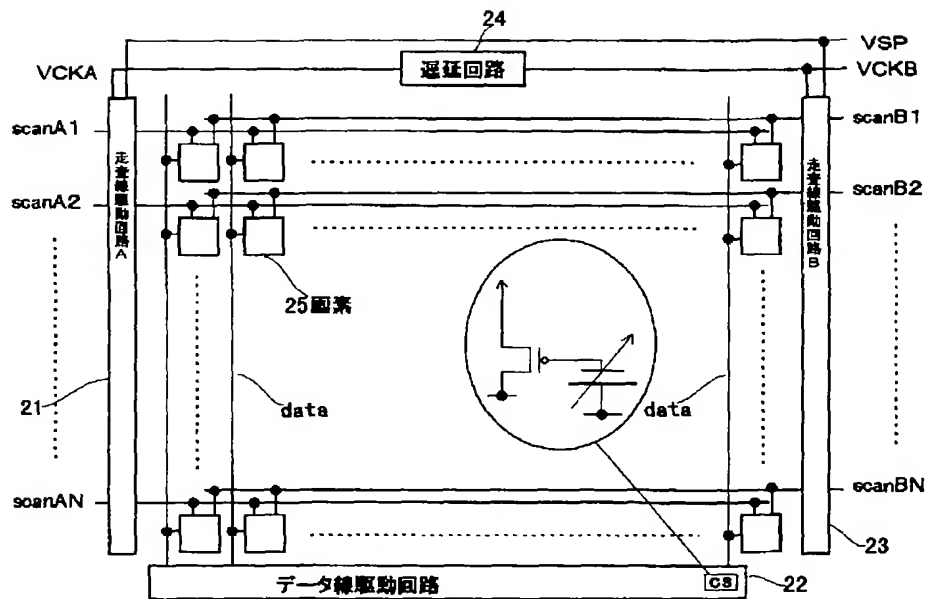 24
VSP
VCKA
遅延回路
VCKB
scanA1
scanB1
走査線駆動回路A
走査線駆動回路B
scanA2
scanB2
25画素
21
data
data
scanAN
scanBN
23
データ線駆動回路
CS
22